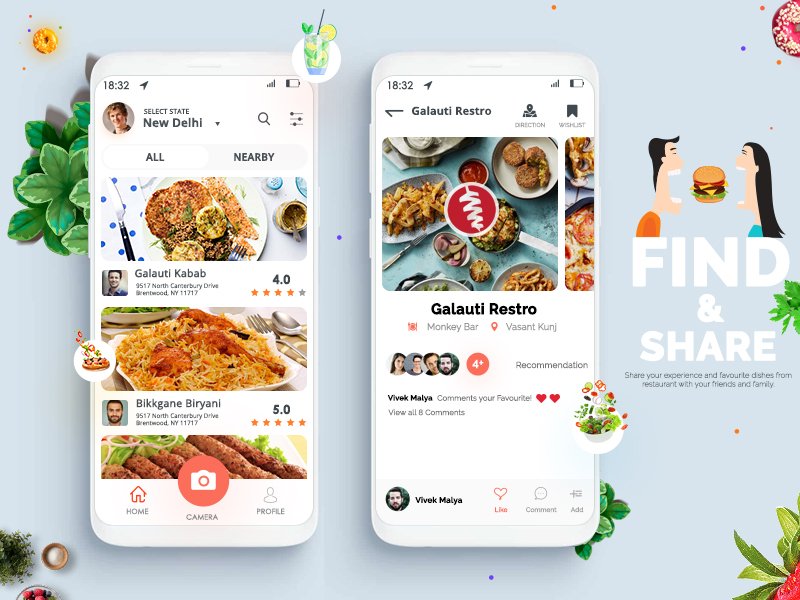 18:32
SELECT STATE
New Delhi
ALL
NEARBY
Galauti Kabab
9517 North Canterbury Drive
Brentwood, NY 11717
4.0
Bikkgane Biryani
9517 North Canterbury Drive
Brentwood, NY 11717
5.0
HOME
CAMERA
PROFILE
18:32
Galauti Restro
DIRECTION
WISHLIST
Galauti Restro
Monkey Bar
Vasant Kunj
4+
Recommendation
Vivek Malya Comments your Favourite!
View all 8 Comments
Vivek Malya
Like
Comment
Add
FIND
&
SHARE
Share your experience and favourite dishes from
restaurant with your friends and family.